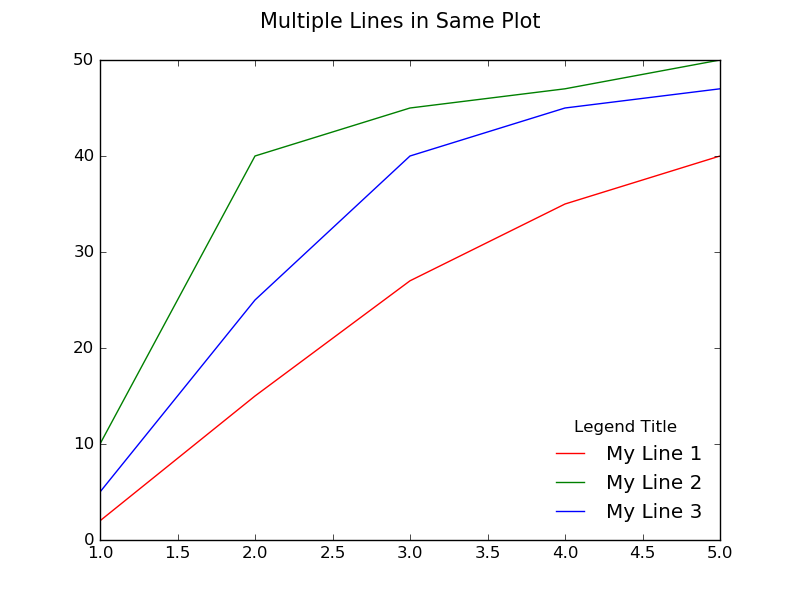 Multiple Lines in Same Plot
50
40
30
20
10
0
1.0 1.5 2.0 2.5 3.0 3.5 4.0 4.5 5.0
Legend Title
My Line 1
My Line 2
My Line 3